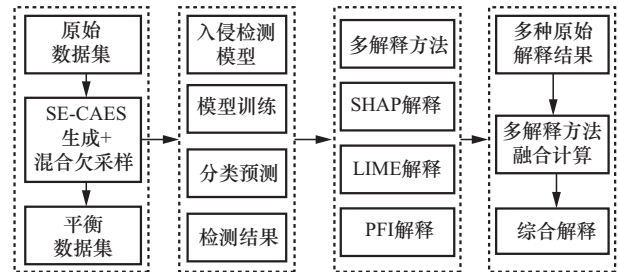 原始
数据集
SE-CAES
生成+
混合欠采样
平衡
数据集
入侵检测
模型
模型训练
分类预测
检测结果
多解释方法
SHAP解释
LIME解释
PFI解释
多种原始
解释结果
多解释方法
融合计算
综合解释